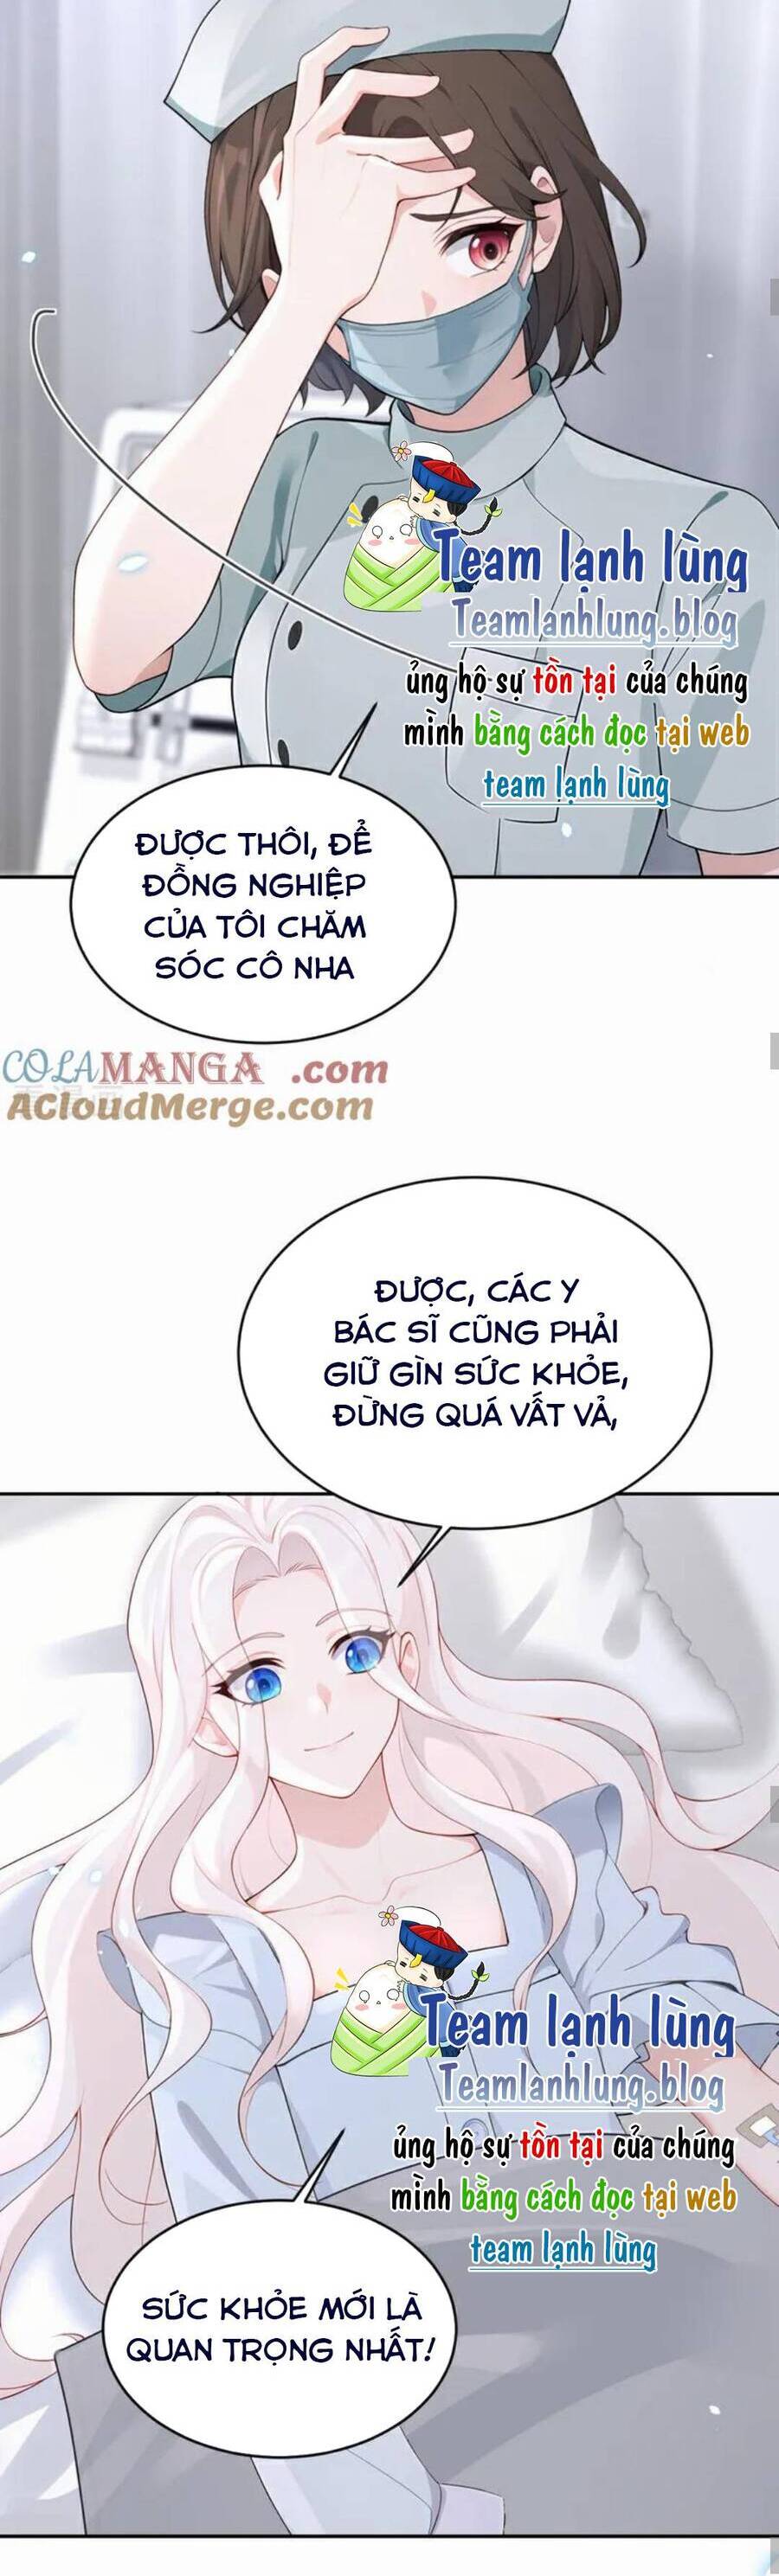 Team lạnh lùng
Teamlanhlung.blog
ủng hộ sự tồn tại của chúng
mình bằng cách đọc tại web
team lạnh lùng
ĐƯỢC THÔI, ĐỂ
ĐỒNG NGHIỆP
CỦA TÔI CHĂM
SÓC CÔ NHA
COLAMANGA .com
AcloudMerge.com
ĐƯỢC, CÁC Y
BÁC SĨ CŨNG PHẢI
GIỮ GÌN SỨC KHỎE,
ĐỪNG QUÁ VẤT VẢ,
Team lạnh lùng
Teamlanhlung.blog
ủng hộ sự tồn tại của chúng
mình bằng cách đọc tại web
team lạnh lùng
SỨC KHỎE MỚI LÀ
QUAN TRỌNG NHẤT!